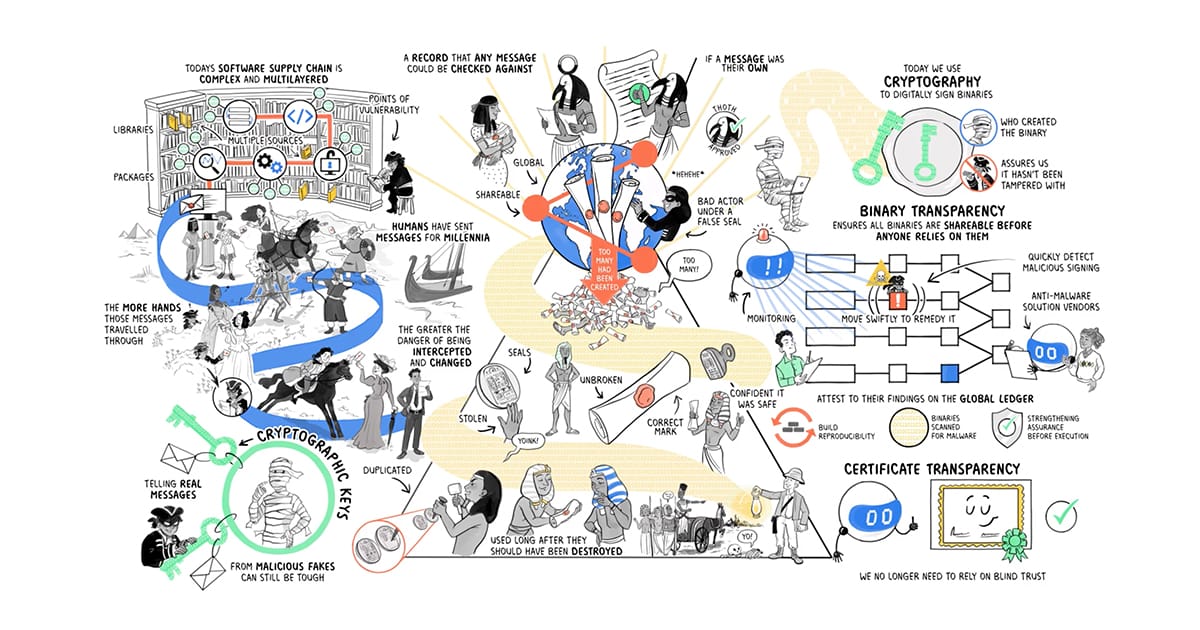 TODAYS SOFTWARE SUPPLY CHAIN IS
COMPLEX AND MULTILAYERED
POINTS OF
VULNERABILITY
LIBRARIES
MULTIPLE SOURCES
PACKAGES
HUMANS HAVE SENT
MESSAGES FOR MILLENNIA
THE MORE HANDS
THOSE MESSAGES
TRAVELLED
THROUGH
THE GREATER THE
DANGER OF BEING
INTERCEPTED
AND CHANGED
CRYPTOGRAPHIC KEYS
TELLING REAL
MESSAGES
FROM MALICIOUS FAKES
CAN STILL BE TOUGH
A RECORD THAT ANY MESSAGE
COULD BE CHECKED AGAINST
IF A MESSAGE WAS
THEIR OWN
THOTH
APPROVED
GLOBAL
SHAREABLE
*HEHEHE*
BAD ACTOR
UNDER A
FALSE SEAL
TOO
MANY HAD
BEEN
CREATED
TOO
MANY!
SEALS
STOLEN
YOINK!
UNBROKEN
CORRECT
MARK
CONFIDENT IT
WAS SAFE
DUPLICATED
USED LONG AFTER THEY
SHOULD HAVE BEEN DESTROYED
YO!
TODAY WE USE
CRYPTOGRAPHY
TO DIGITALLY SIGN BINARIES
WHO CREATED
THE BINARY
ASSURES US
IT HASN'T BEEN
TAMPERED WITH
BINARY TRANSPARENCY
ENSURES ALL BINARIES ARE SHAREABLE BEFORE
ANYONE RELIES ON THEM
!!
QUICKLY DETECT
MALICIOUS SIGNING
!
MONITORING
MOVE SWIFTLY TO REMEDY IT
ANTI-MALWARE
SOLUTION VENDORS
ATTEST TO THEIR FINDINGS ON THE GLOBAL LEDGER
BUILD
REPRODUCIBILITY
BINARIES
SCANNED
FOR MALWARE
STRENGTHENING
ASSURANCE
BEFORE EXECUTION
CERTIFICATE TRANSPARENCY
WE NO LONGER NEED TO RELY ON BLIND TRUST